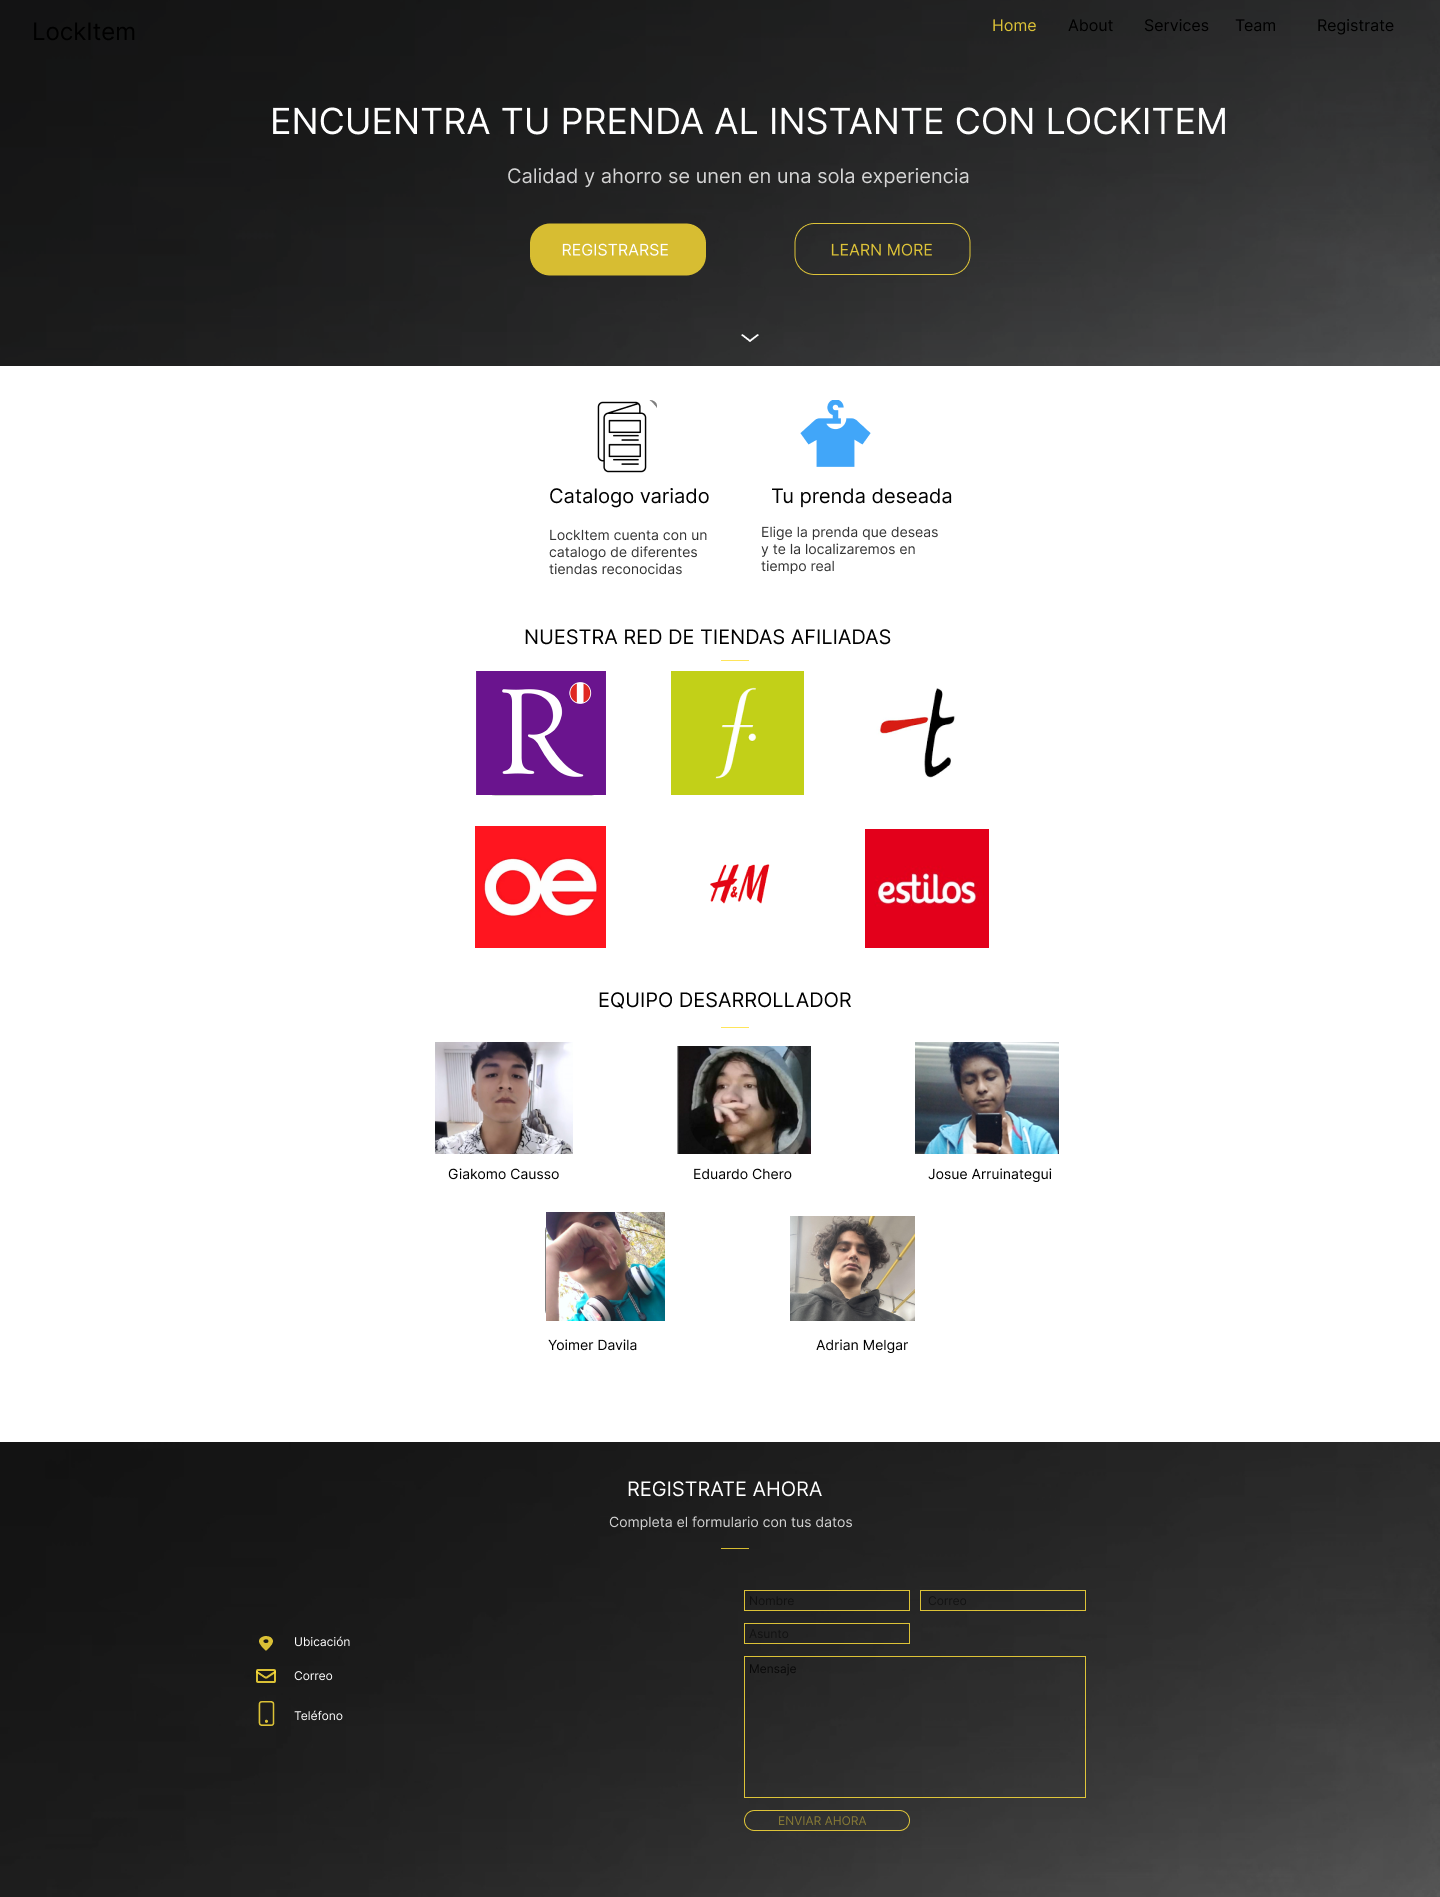 LockItem
Home About Services Team Registrate
ENCUENTRA TU PRENDA AL INSTANTE CON LOCKITEM
Calidad y ahorro se unen en una sola experiencia
REGISTRARSE
LEARN MORE
Catalogo variado
LockItem cuenta con un
catalogo de diferentes
tiendas reconocidas
Tu prenda deseada
Elige la prenda que deseas
y te la localizaremos en
tiempo real
NUESTRA RED DE TIENDAS AFILIADAS
R
f.
t
oe
H&M
estilos
EQUIPO DESARROLLADOR
Giakomo Causso
Eduardo Chero
Josue Arruinategui
Yoimer Davila
Adrian Melgar
REGISTRATE AHORA
Completa el formulario con tus datos
Ubicación
Correo
Teléfono
Nombre
Correo
Asunto
Mensaje
ENVIAR AHORA